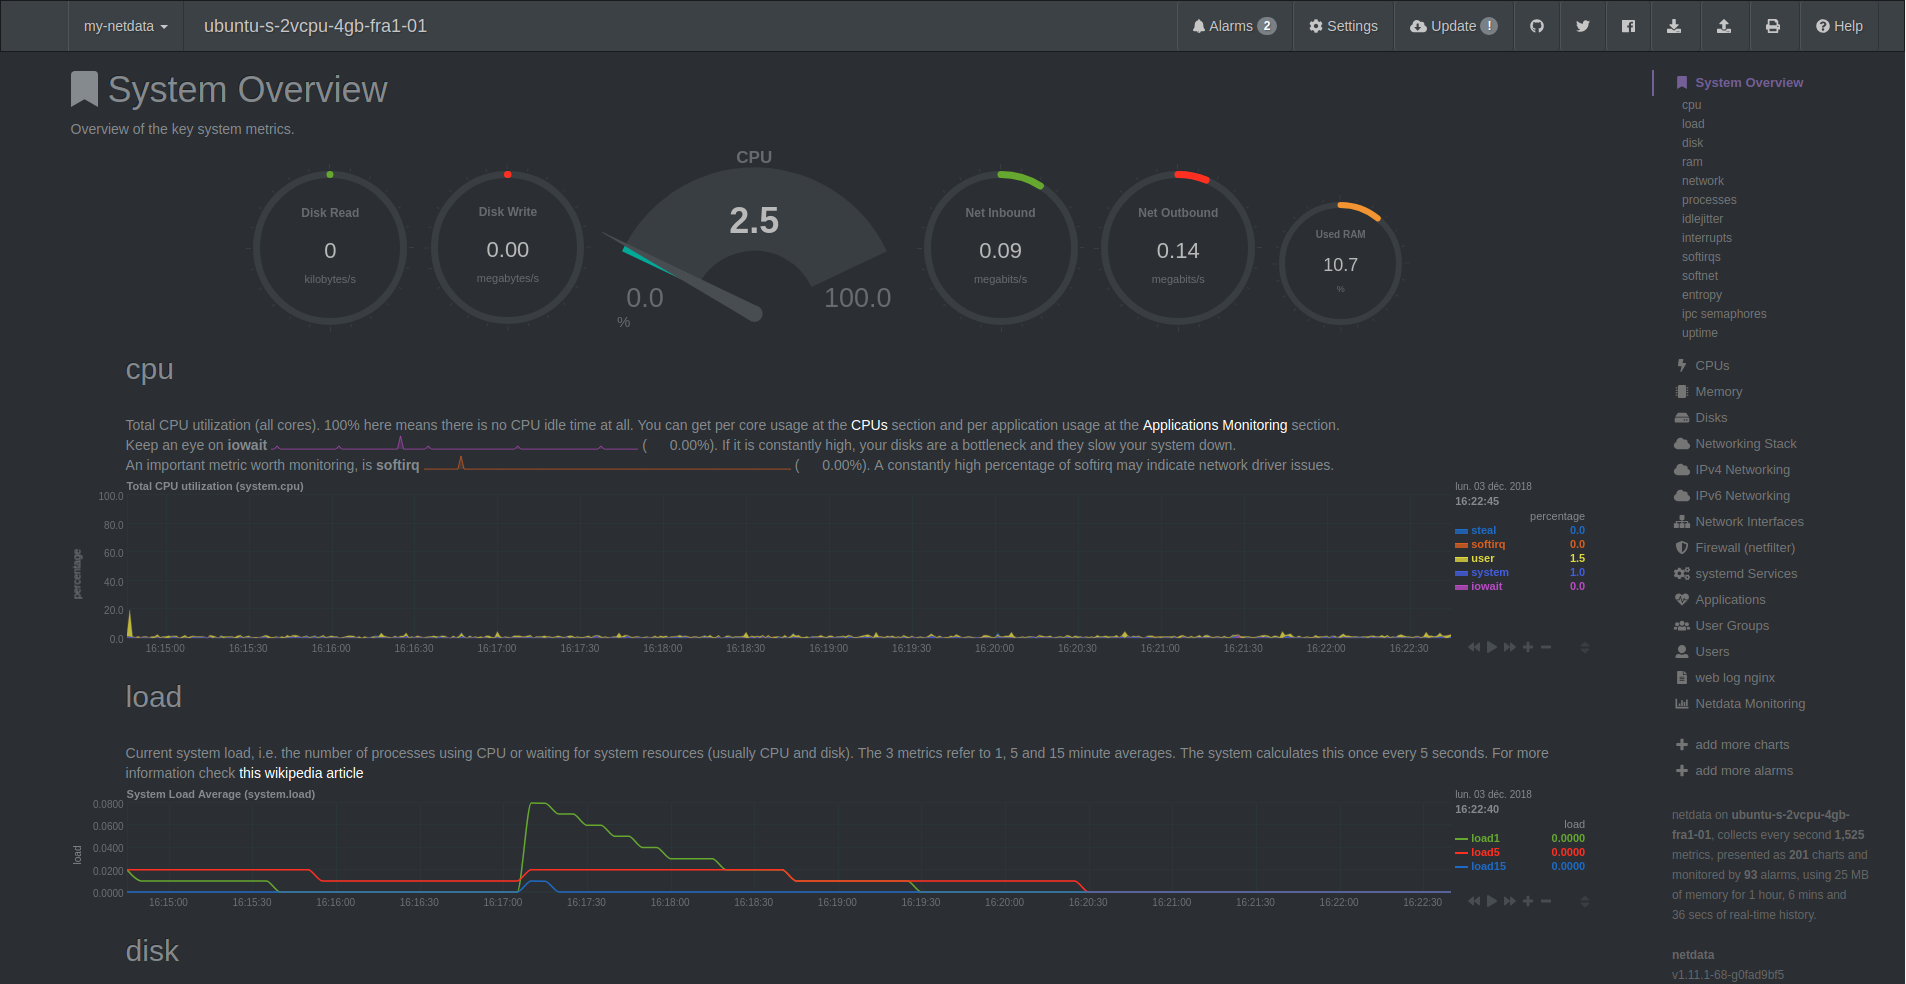 my-netdata
ubuntu-s-2vcpu-4gb-fra1-01
Alarms 2
Settings
Update !
Help
System Overview
Overview of the key system metrics.
Disk Read
0
kilobytes/s
Disk Write
0.00
megabytes/s
CPU
2.5
0.0
100.0
%
Net Inbound
0.09
megabits/s
Net Outbound
0.14
megabits/s
Used RAM
10.7
%
cpu
Total CPU utilization (all cores). 100% here means there is no CPU idle time at all. You can get per core usage at the CPUs section and per application usage at the Applications Monitoring section.
Keep an eye on iowait ( 0.00%). If it is constantly high, your disks are a bottleneck and they slow your system down.
An important metric worth monitoring, is softirq ( 0.00%). A constantly high percentage of softirq may indicate network driver issues.
Total CPU utilization (system.cpu)
percentage
100.0
80.0
60.0
40.0
20.0
0.0
16:15:00 16:15:30 16:16:00 16:16:30 16:17:00 16:17:30 16:18:00 16:18:30 16:19:00 16:19:30 16:20:00 16:20:30 16:21:00 16:21:30 16:22:00 16:22:30
lun. 03 déc. 2018
16:22:45
percentage
steal 0.0
softirq 0.0
user 1.5
system 1.0
iowait 0.0
load
Current system load, i.e. the number of processes using CPU or waiting for system resources (usually CPU and disk). The 3 metrics refer to 1, 5 and 15 minute averages. The system calculates this once every 5 seconds. For more
information check this wikipedia article
System Load Average (system.load)
load
0.0800
0.0600
0.0400
0.0200
0.0000
16:15:00 16:15:30 16:16:00 16:16:30 16:17:00 16:17:30 16:18:00 16:18:30 16:19:00 16:19:30 16:20:00 16:20:30 16:21:00 16:21:30 16:22:00 16:22:30
lun. 03 déc. 2018
16:22:40
load
load1 0.0000
load5 0.0000
load15 0.0000
disk
System Overview
cpu
load
disk
ram
network
processes
idlejitter
interrupts
softirqs
softnet
entropy
ipc semaphores
uptime
CPUs
Memory
Disks
Networking Stack
IPv4 Networking
IPv6 Networking
Network Interfaces
Firewall (netfilter)
systemd Services
Applications
User Groups
Users
web log nginx
Netdata Monitoring
add more charts
add more alarms
netdata on ubuntu-s-2vcpu-4gb-
fra1-01, collects every second 1,525
metrics, presented as 201 charts and
monitored by 93 alarms, using 25 MB
of memory for 1 hour, 6 mins and
36 secs of real-time history.
netdata
v1.11.1-68-g0fad9bf5